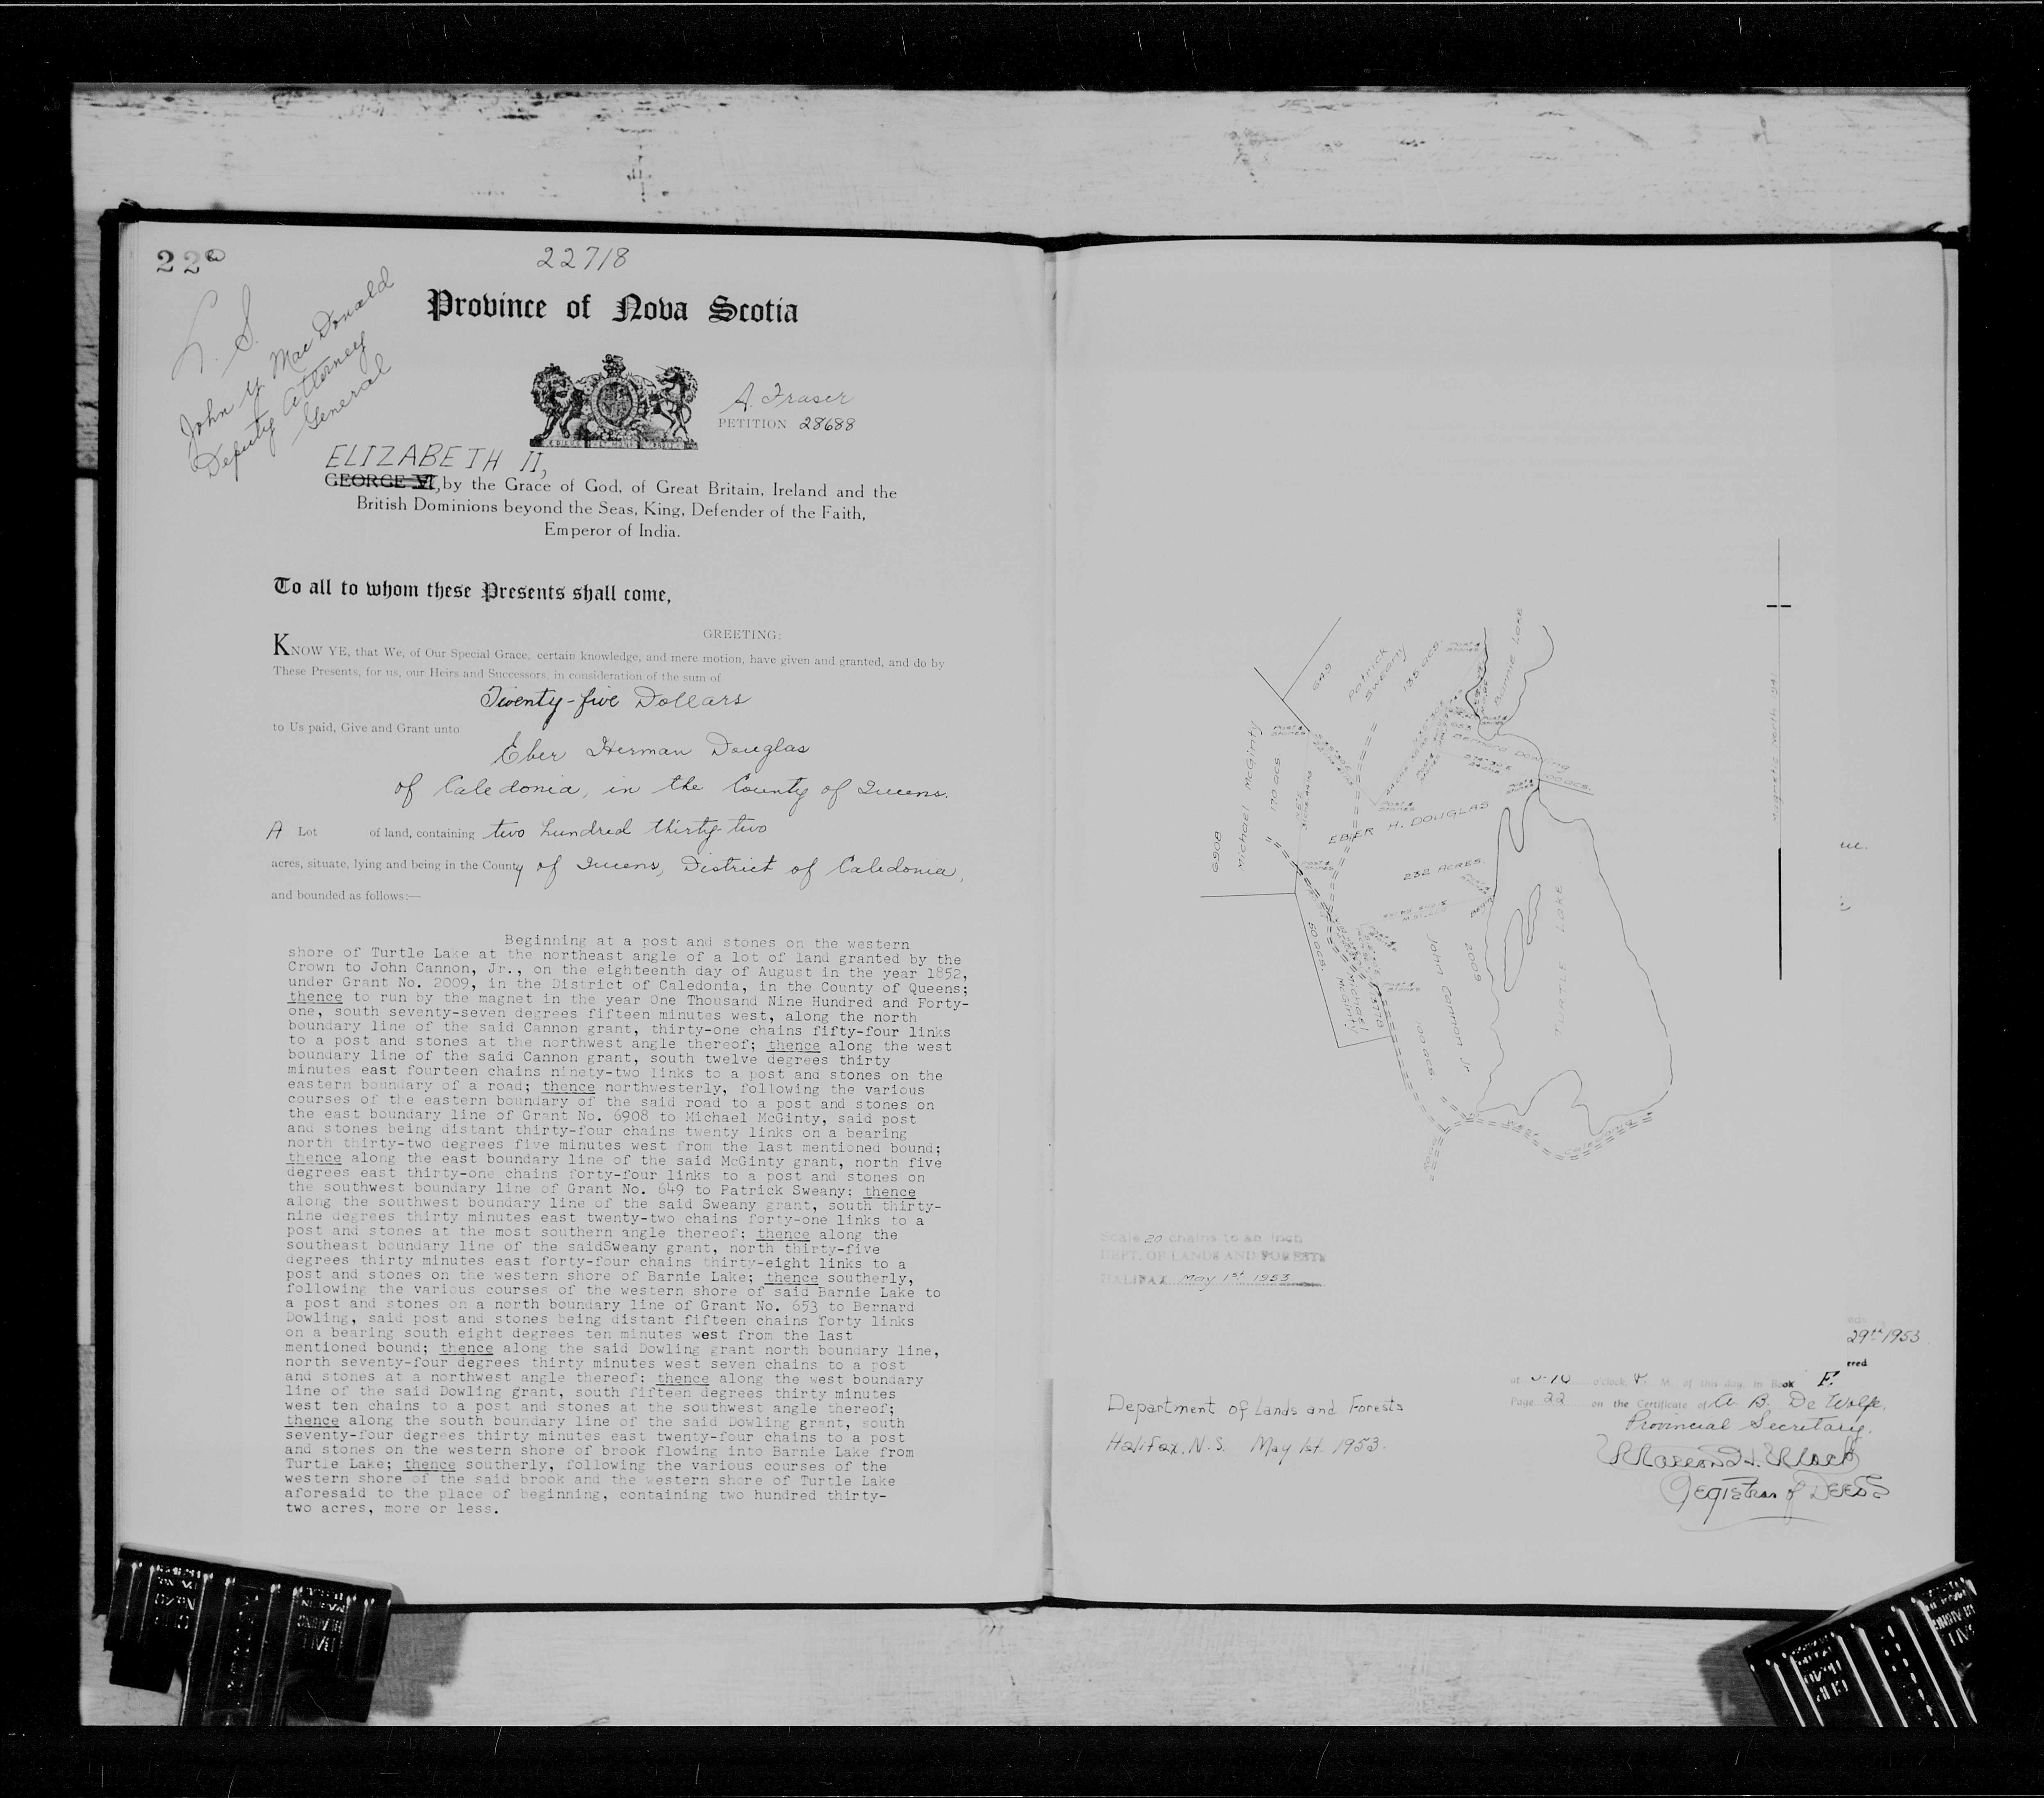 22
22718
L. S.
John Y. MacDonald
Deputy Attorney
General
Province of Nova Scotia
A. Fraser
PETITION 28688
ELIZABETH II,
GEORGE VI, by the Grace of God, of Great Britain, Ireland and the
British Dominions beyond the Seas, King, Defender of the Faith,
Emperor of India.
To all to whom these Presents shall come,
GREETING:
KNOW YE, that We, of Our Special Grace, certain knowledge, and mere motion, have given and granted, and do by
These Presents, for us, our Heirs and Successors, in consideration of the sum of
Twenty-five Dollars
to Us paid, Give and Grant unto
Eber Herman Douglas
of Caledonia, in the County of Queens.
A Lot of land, containing two hundred thirty-two
acres, situate, lying and being in the County of Queens, District of Caledonia,
and bounded as follows:—
Beginning at a post and stones on the western
shore of Turtle Lake at the northeast angle of a lot of land granted by the
Crown to John Cannon, Jr., on the eighteenth day of August in the year 1852,
under Grant No. 2009, in the District of Caledonia, in the County of Queens;
thence to run by the magnet in the year One Thousand Nine Hundred and Forty-
one, south seventy-seven degrees fifteen minutes west, along the north
boundary line of the said Cannon grant, thirty-one chains fifty-four links
to a post and stones at the northwest angle thereof; thence along the west
boundary line of the said Cannon grant, south twelve degrees thirty
minutes east fourteen chains ninety-two links to a post and stones on the
eastern boundary of a road; thence northwesterly, following the various
courses of the eastern boundary of the said road to a post and stones on
the east boundary line of Grant No. 6908 to Michael McGinty, said post
and stones being distant thirty-four chains twenty links on a bearing
north thirty-two degrees five minutes west from the last mentioned bound;
thence along the east boundary line of the said McGinty grant, north five
degrees east thirty-one chains forty-four links to a post and stones on
the southwest boundary line of Grant No. 649 to Patrick Sweany; thence
along the southwest boundary line of the said Sweany grant, south thirty-
nine degrees thirty minutes east twenty-two chains forty-one links to a
post and stones at the most southern angle thereof; thence along the
southeast boundary line of the saidSweany grant, north thirty-five
degrees thirty minutes east forty-four chains thirty-eight links to a
post and stones on the western shore of Barnie Lake; thence southerly,
following the various courses of the western shore of said Barnie Lake to
a post and stones on a north boundary line of Grant No. 653 to Bernard
Dowling, said post and stones being distant fifteen chains forty links
on a bearing south eight degrees ten minutes west from the last
mentioned bound; thence along the said Dowling grant north boundary line,
north seventy-four degrees thirty minutes west seven chains to a post
and stones at a northwest angle thereof; thence along the west boundary
line of the said Dowling grant, south fifteen degrees thirty minutes
west ten chains to a post and stones at the southwest angle thereof;
thence along the south boundary line of the said Dowling grant, south
seventy-four degrees thirty minutes east twenty-four chains to a post
and stones on the western shore of brook flowing into Barnie Lake from
Turtle Lake; thence southerly, following the various courses of the
western shore of the said brook and the western shore of Turtle Lake
aforesaid to the place of beginning, containing two hundred thirty-
two acres, more or less.
649
Patrick
Sweany
135 acs.
Barnie Lake
Magnetic North 1941
6908
Michael McGinty
170 acs.
Bernard Dowling
100 acs.
EBER H. DOUGLAS
232 ACRES.
TURTLE LAKE
2009
John Cannon Jr.
100 acs.
13778
Michael
McGinty
50 acs.
Scale 20 chains to an inch
DEPT. OF LANDS AND FORESTS
HALIFAX May 1st 1953
Department of Lands and Forests
Halifax, N.S. May 1st. 1953.
29th 1953
ered
at o'clock, P. M. of this day, in Book F.
Page 22 on the Certificate of A. B. De Wolfe,
Provincial Secretary.
Registrar of Deeds